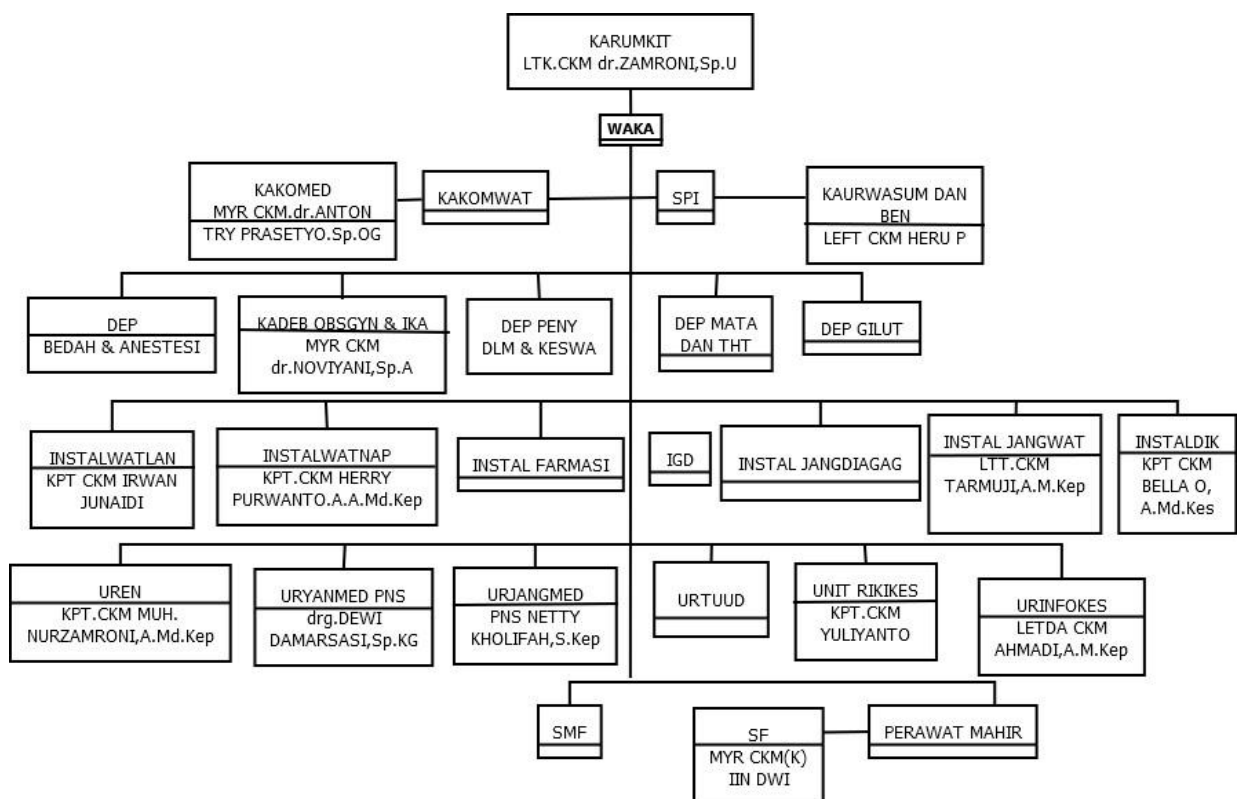 KARUMKIT
LTK.CKM dr.ZAMRONI,Sp.U
WAKA
KAKOMED
MYR CKM.dr.ANTON
TRY PRASETYO.Sp.OG
KAKOMWAT
SPI
KAURWASUM DAN
BEN
LEFT CKM HERU P
DEP
BEDAH & ANESTESI
KADEB OBSGYN & IKA
MYR CKM
dr.NOVIYANI,Sp.A
DEP PENY
DLM & KESWA
DEP MATA
DAN THT
DEP GILUT
INSTALWATLAN
KPT CKM IRWAN
JUNAIDI
INSTALWATNAP
KPT.CKM HERRY
PURWANTO.A.A.Md.Kep
INSTAL FARMASI
IGD
INSTAL JANGDIAGAG
INSTAL JANGWAT
LTT.CKM
TARMUJI,A.M.Kep
INSTALDIK
KPT CKM
BELLA O,
A.Md.Kes
UREN
KPT.CKM MUH.
NURZAMRONI,A.Md.Kep
URYANMED PNS
drg.DEWI
DAMARSASI,Sp.KG
URJANGMED
PNS NETTY
KHOLIFAH,S.Kep
URTUUD
UNIT RIKIKES
KPT.CKM
YULIYANTO
URINFOKES
LETDA CKM
AHMADI,A.M.Kep
SMF
SF
MYR CKM(K)
IIN DWI
PERAWAT MAHIR